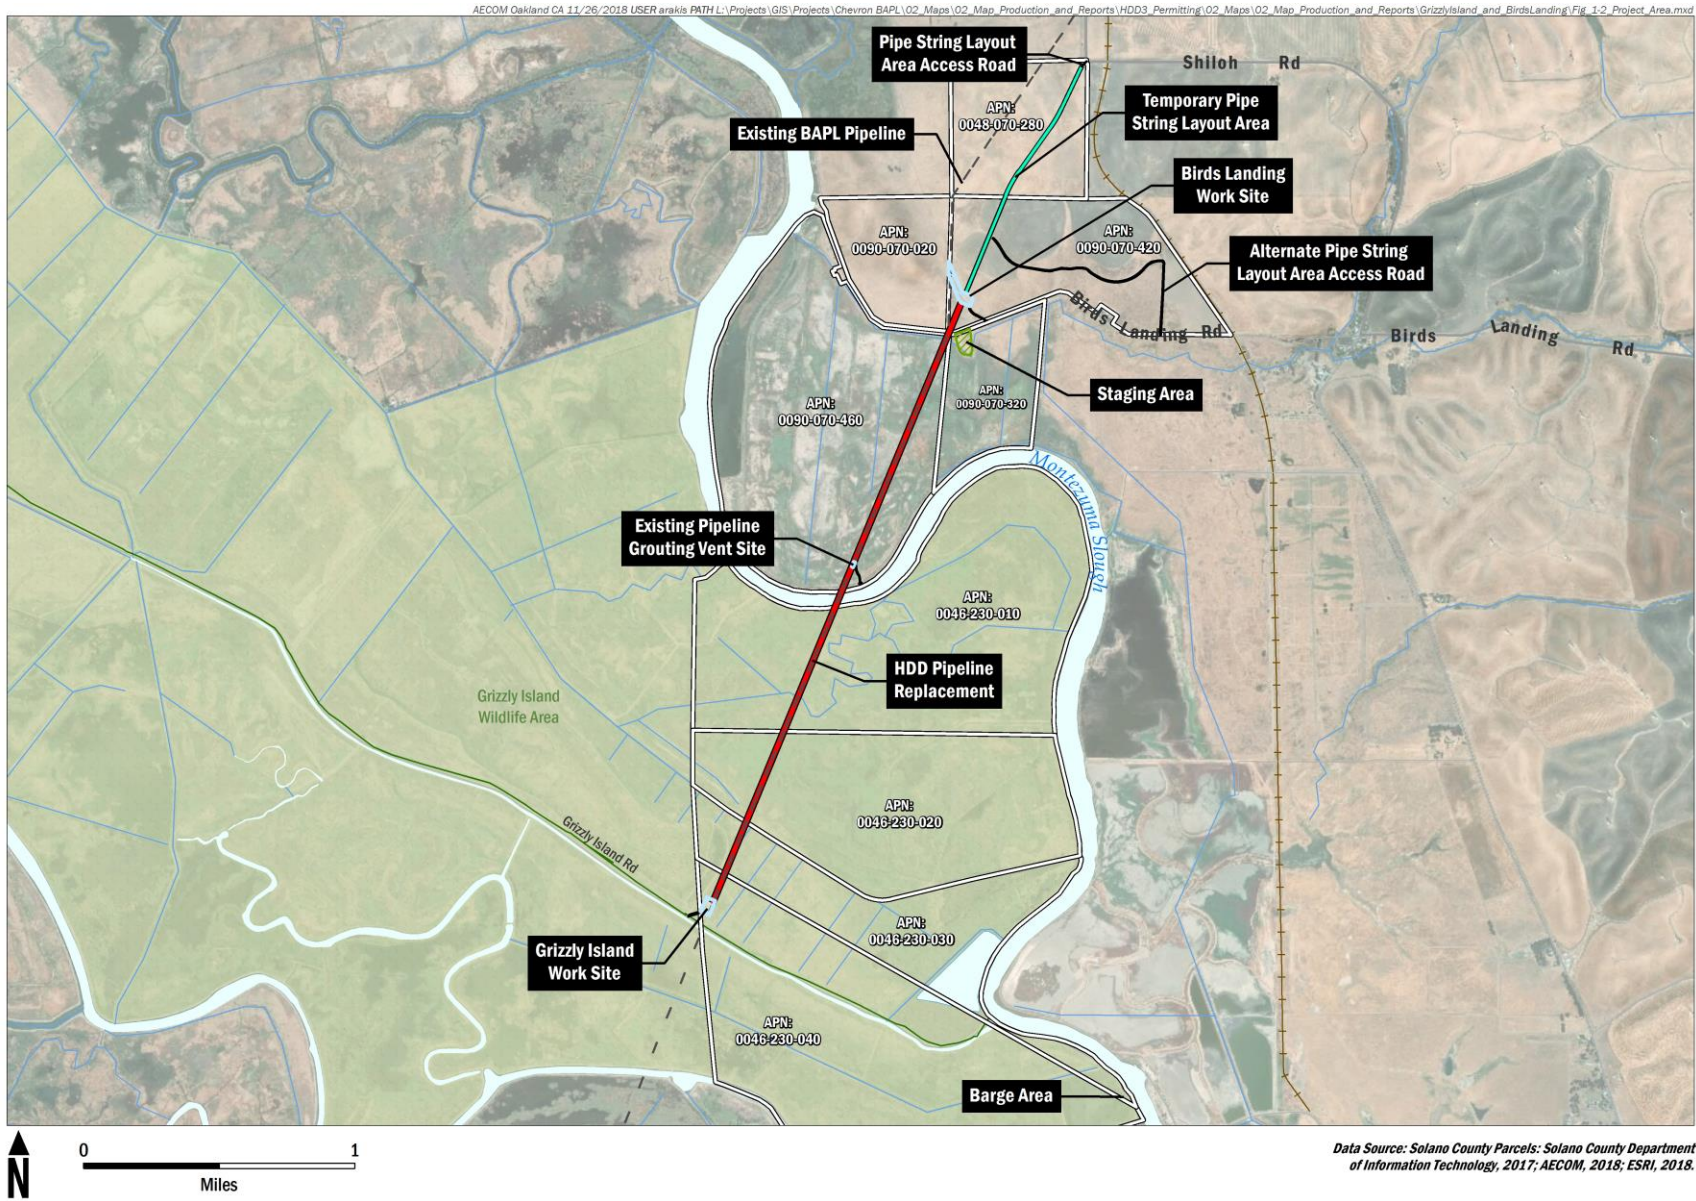 AECOM Oakland CA 11/26/2018 USER arakis PATH L:\Projects\GIS\Projects\Chevron BAPL\02_Maps\02_Map_Production_and_Reports\HDD3_Permitting\02_Maps\02_Map_Production_and_Reports\GrizzlyIsland_and_BirdsLanding\Fig_1-2_Project_Area.mxd
Pipe String Layout
Area Access Road
Shiloh Rd
APN:
0048-070-280
Temporary Pipe
String Layout Area
Existing BAPL Pipeline
Birds Landing
Work Site
APN:
0090-070-020
APN:
0090-070-420
Alternate Pipe String
Layout Area Access Road
Birds Landing Rd
Birds Landing Rd
Staging Area
APN:
0090-070-320
APN:
0090-070-460
Montezuma Slough
Existing Pipeline
Grouting Vent Site
APN:
0046-230-010
HDD Pipeline
Replacement
Grizzly Island
Wildlife Area
APN:
0046-230-020
Grizzly Island Rd
APN:
0046-230-030
Grizzly Island
Work Site
APN:
0046-230-040
Barge Area
N
0 1
Miles
Data Source: Solano County Parcels: Solano County Department
of Information Technology, 2017; AECOM, 2018; ESRI, 2018.